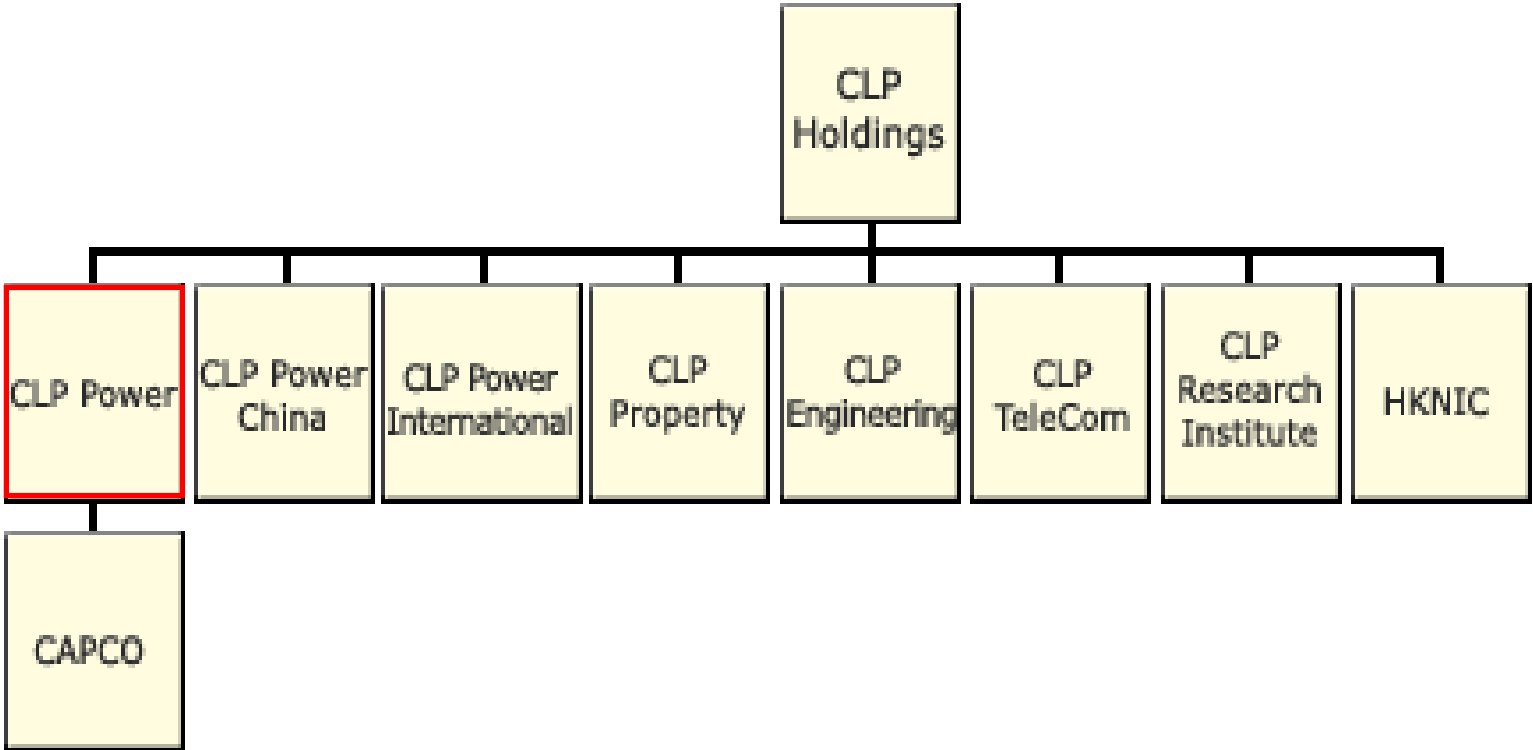 CLP
Holdings
CLP Power
CLP Power
China
CLP Power
International
CLP
Property
CLP
Engineering
CLP
TeleCom
CLP
Research
Institute
HKNIC
CAPCO